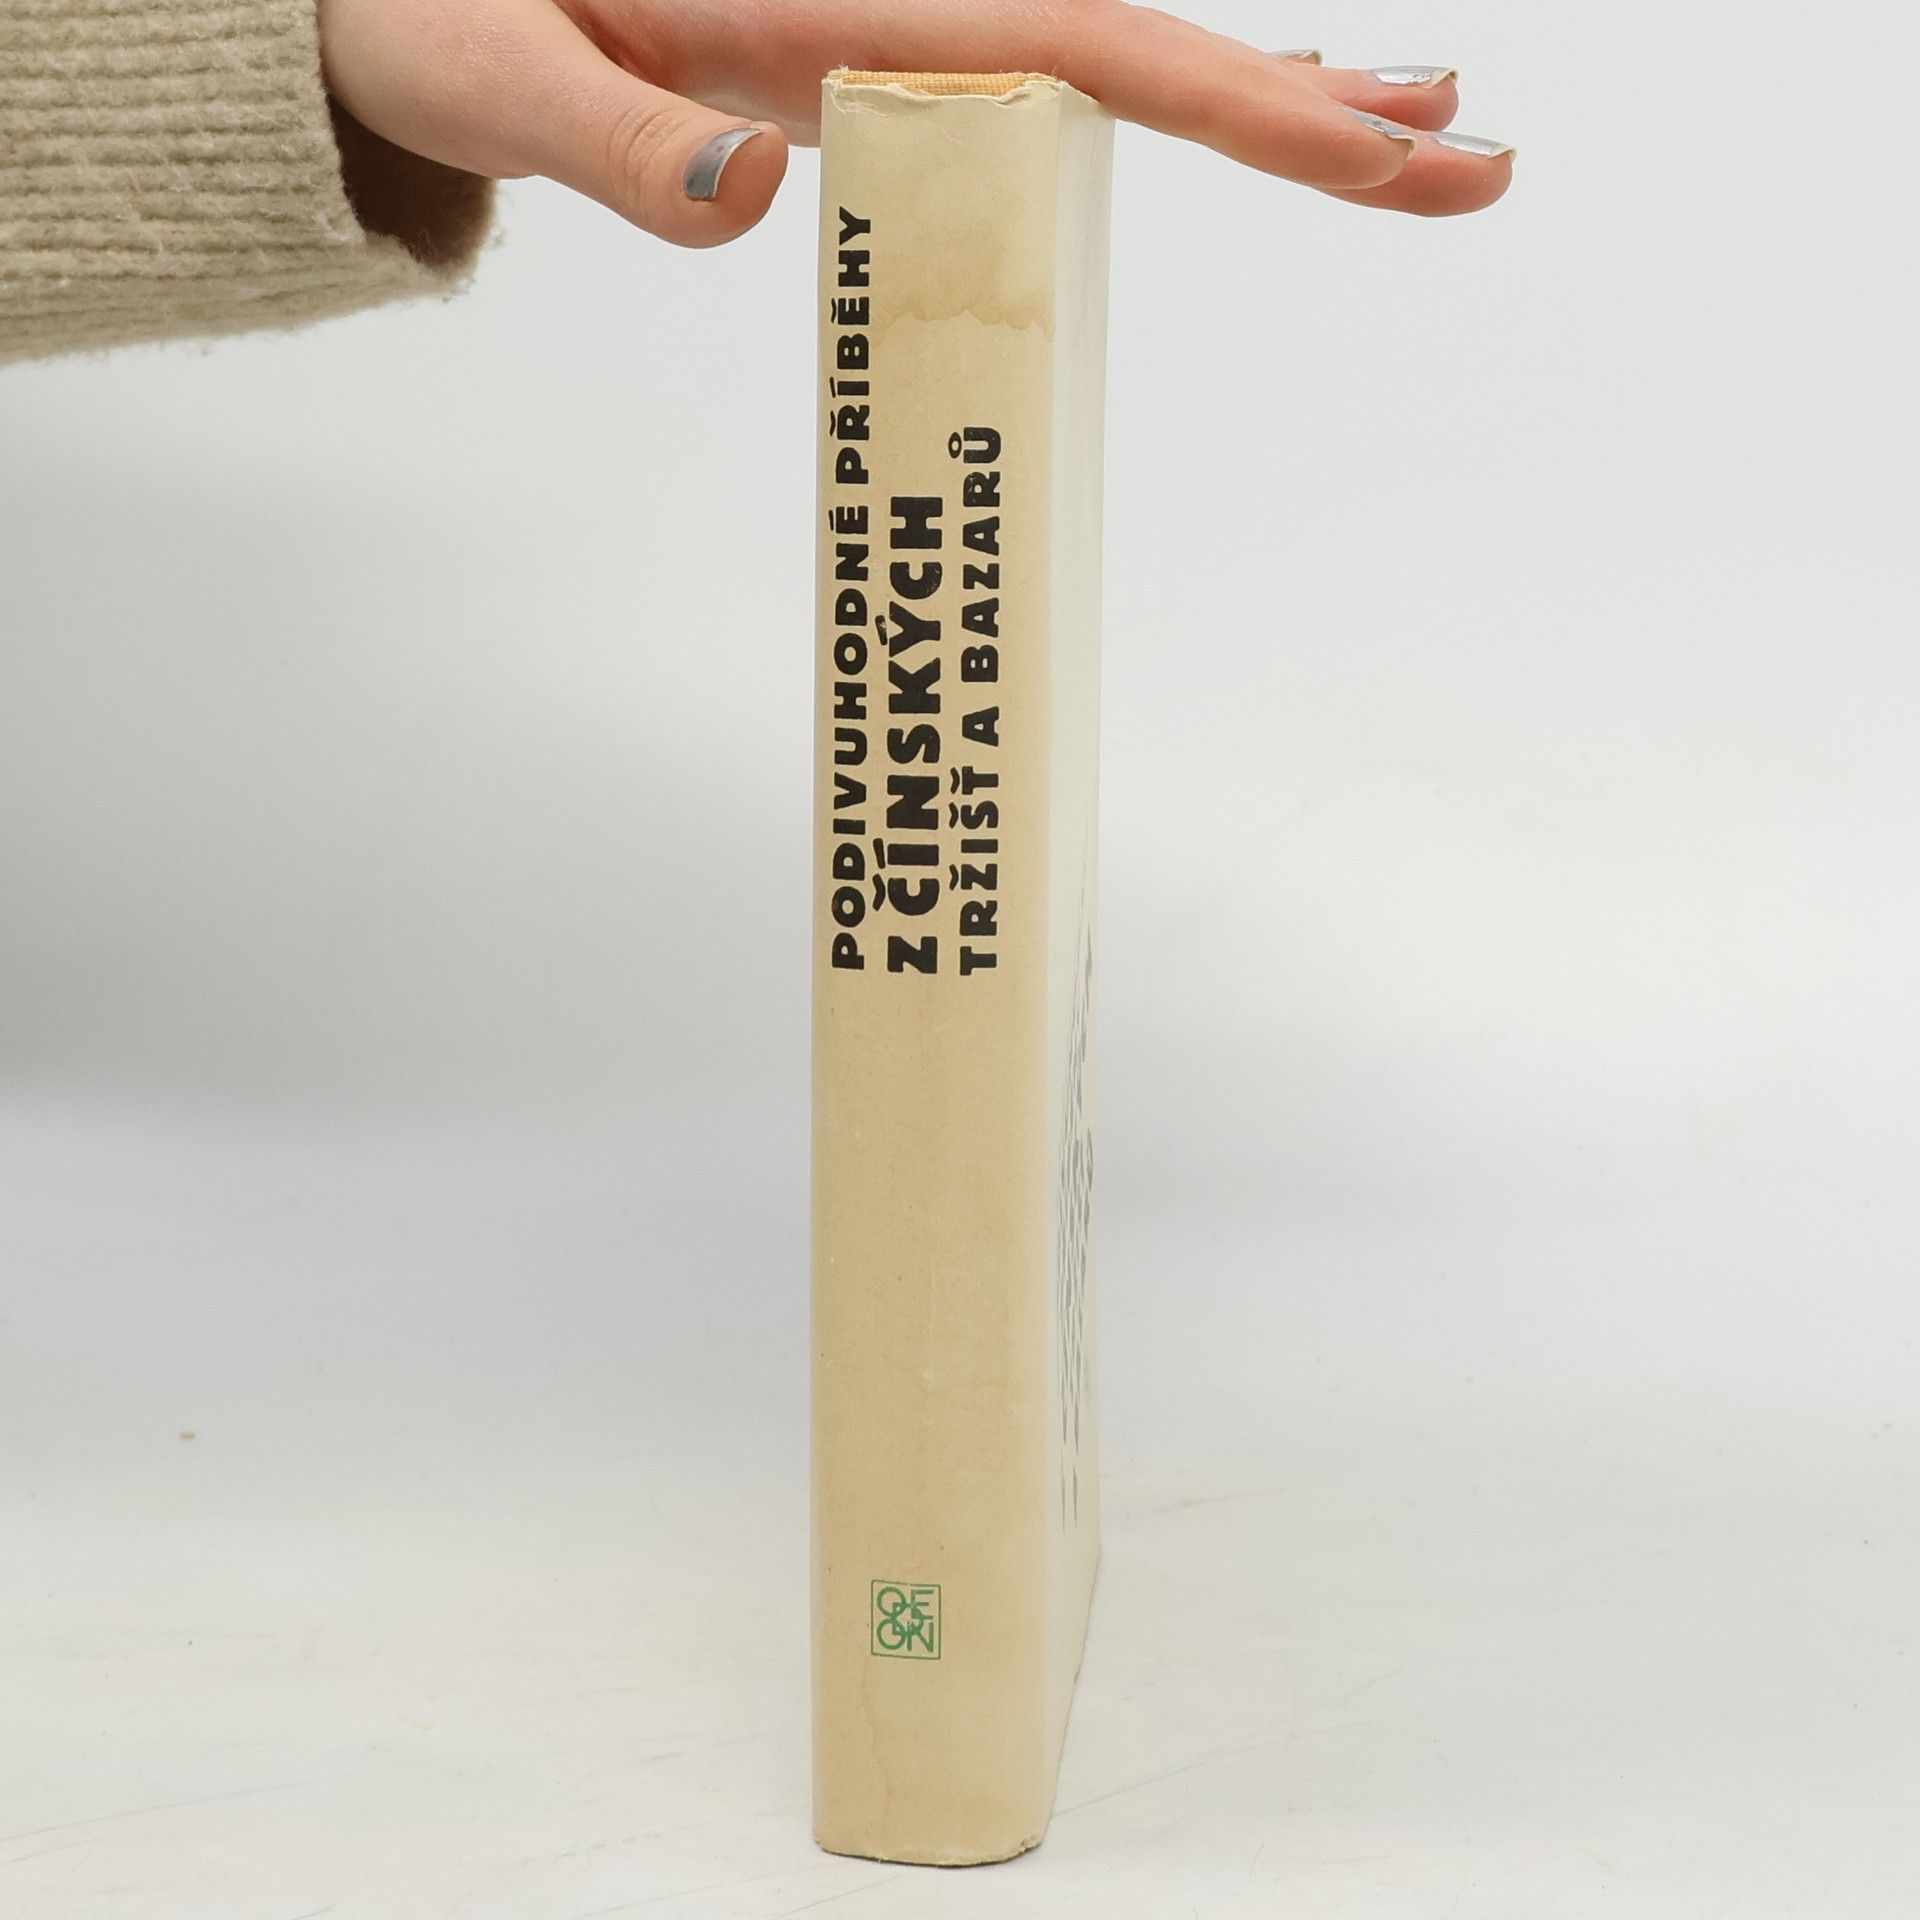 PODIVUHODNÉ PŘÍBĚHY
Z ČÍNSKÝCH
TRŽIŠŤ A BAZARŮ
ODEON